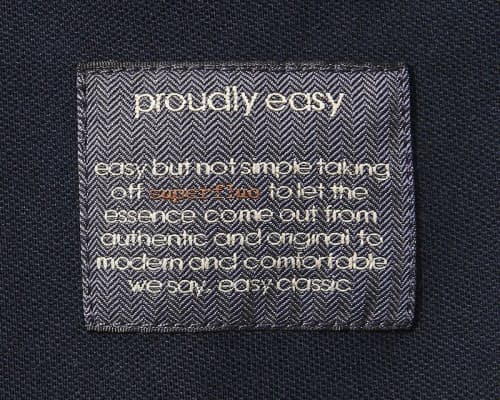 proudly easy
easy but not simple talking
off superfluo to let the
essence come out from
authentic and original to
modern and comfortable
we say, easy classic